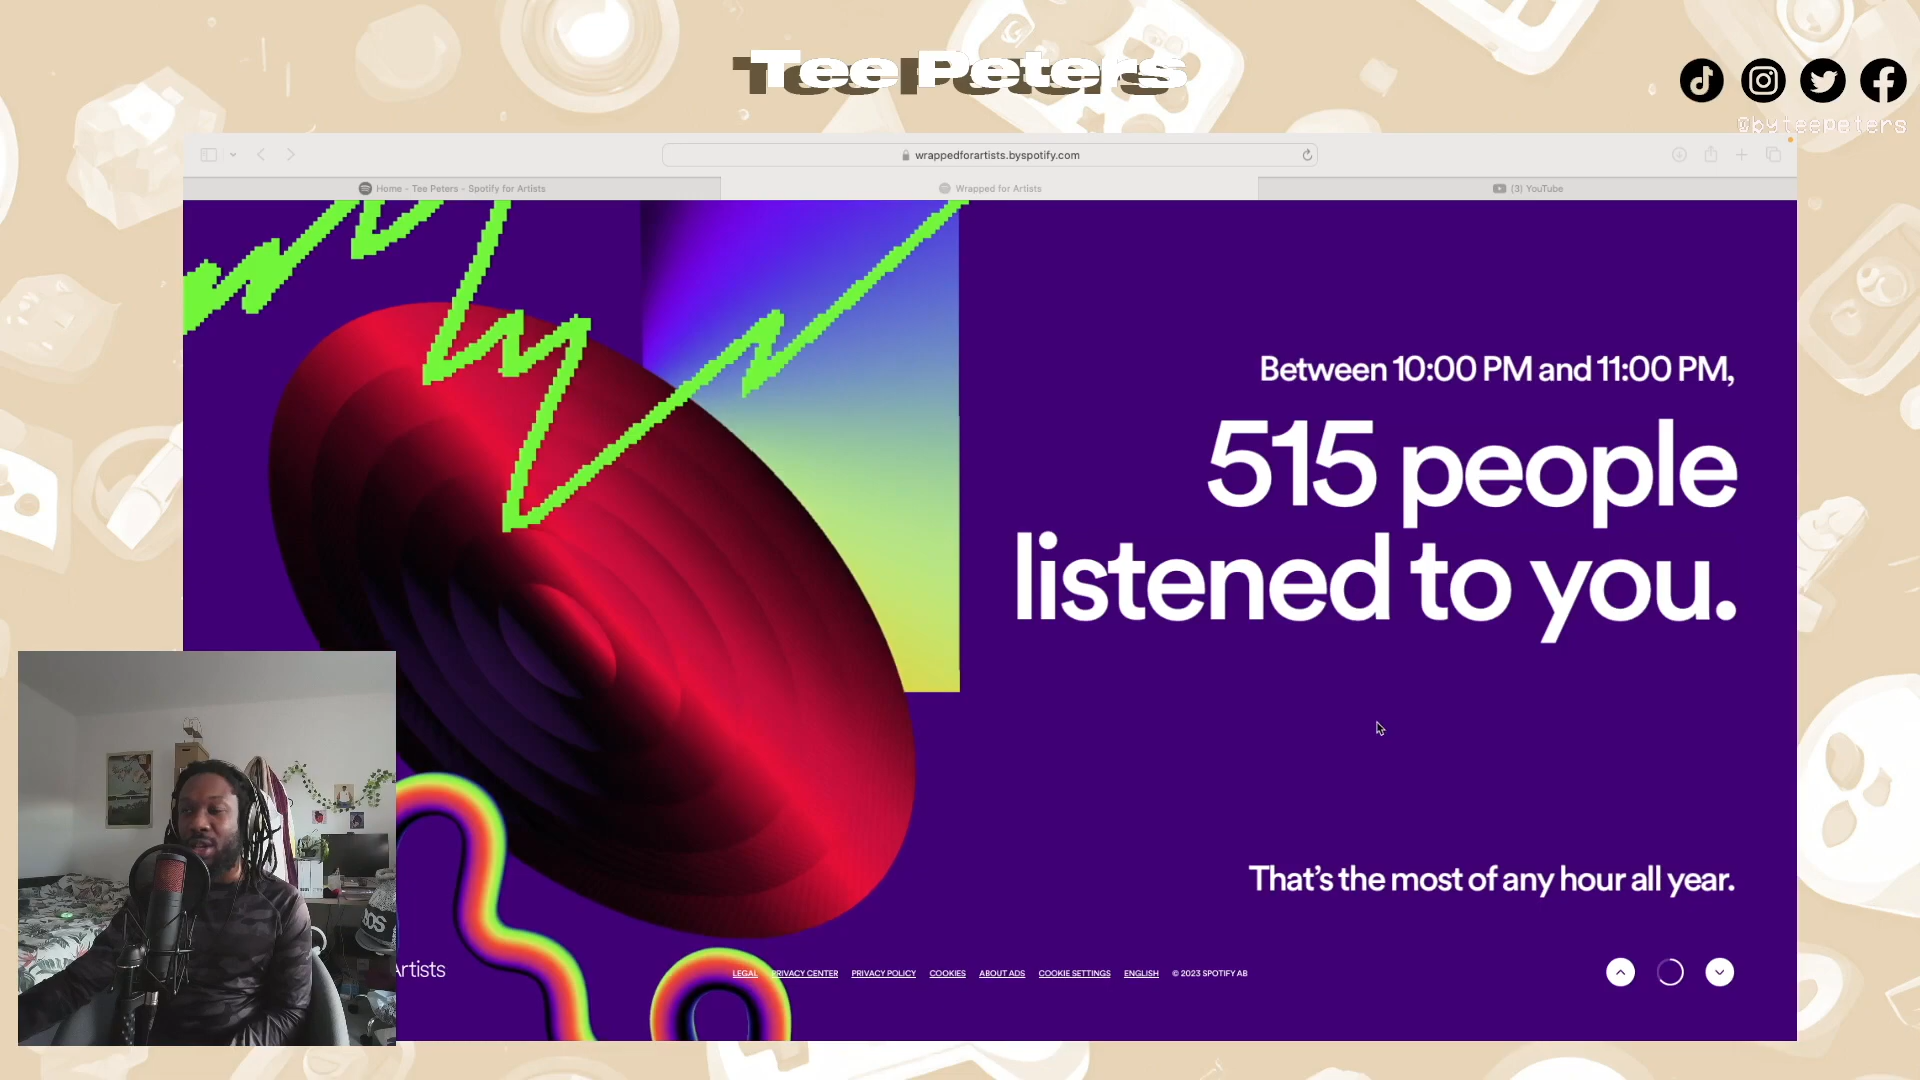 Tee Peters
@byteepeters
wrappedforartists.byspotify.com
Home – Tee Peters – Spotify for Artists
Wrapped for Artists
(3) YouTube
Between 10:00 PM and 11:00 PM,
515 people
listened to you.
That's the most of any hour all year.
Artists
LEGAL PRIVACY CENTER PRIVACY POLICY COOKIES ABOUT ADS COOKIE SETTINGS ENGLISH © 2023 SPOTIFY AB